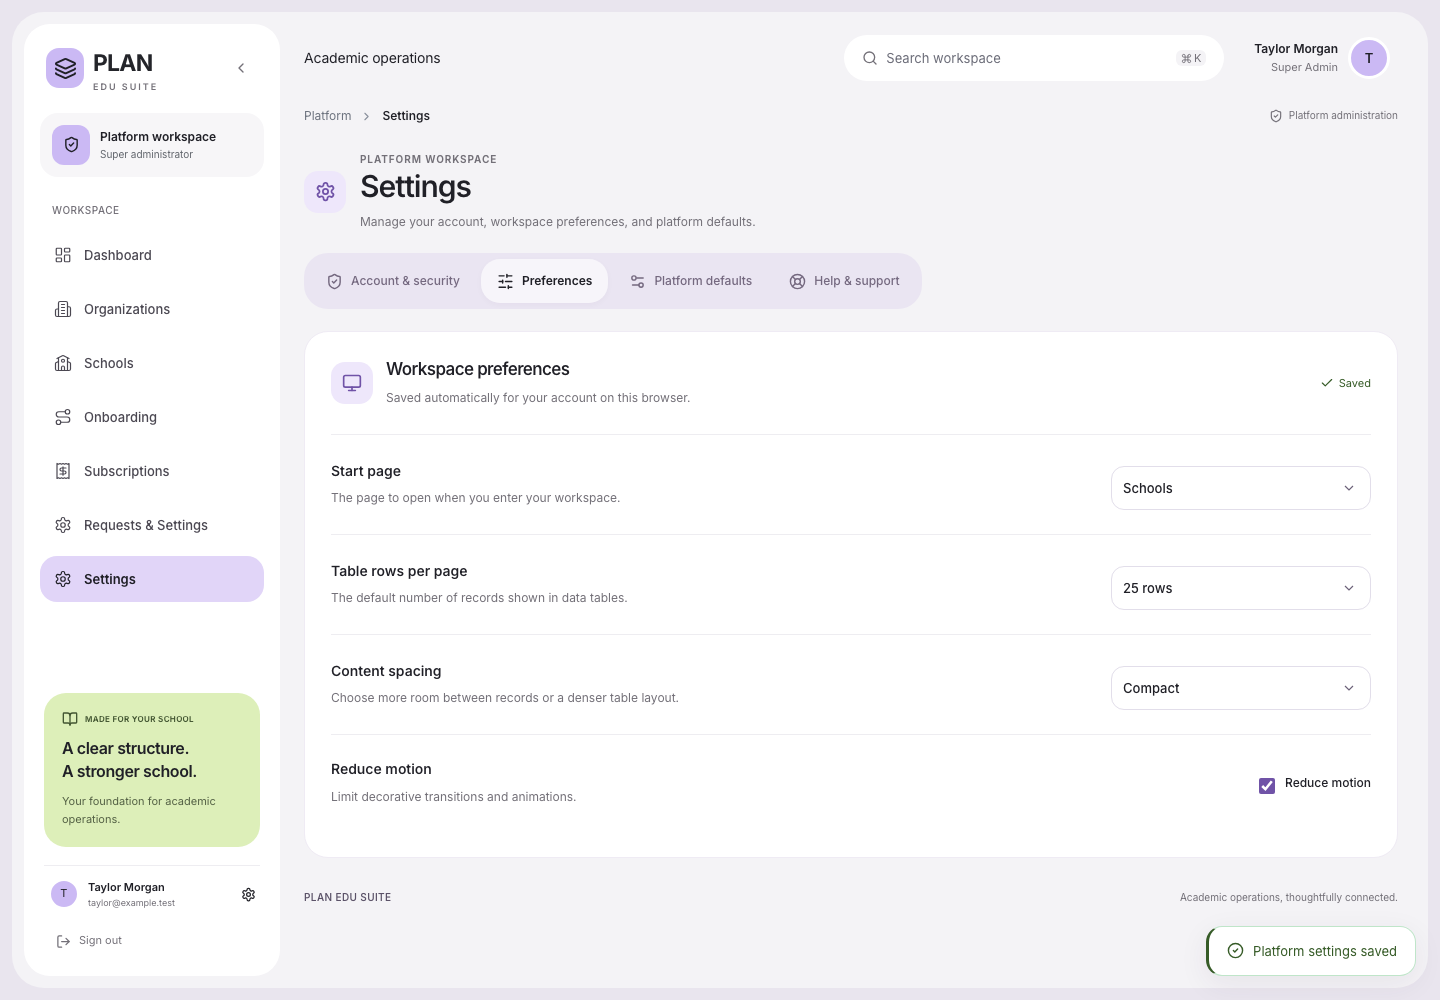 PLAN
EDU SUITE
Platform workspace
Super administrator
WORKSPACE
Dashboard
Organizations
Schools
Onboarding
Subscriptions
Requests & Settings
Settings
MADE FOR YOUR SCHOOL
A clear structure.
A stronger school.
Your foundation for academic
operations.
T
Taylor Morgan
taylor@example.test
Sign out
Academic operations
Search workspace
⌘ K
Taylor Morgan
Super Admin
T
Platform
Settings
Platform administration
PLATFORM WORKSPACE
Settings
Manage your account, workspace preferences, and platform defaults.
Account & security
Preferences
Platform defaults
Help & support
Workspace preferences
Saved automatically for your account on this browser.
Saved
Start page
The page to open when you enter your workspace.
Schools
Table rows per page
The default number of records shown in data tables.
25 rows
Content spacing
Choose more room between records or a denser table layout.
Compact
Reduce motion
Limit decorative transitions and animations.
Reduce motion
PLAN EDU SUITE
Academic operations, thoughtfully connected.
Platform settings saved